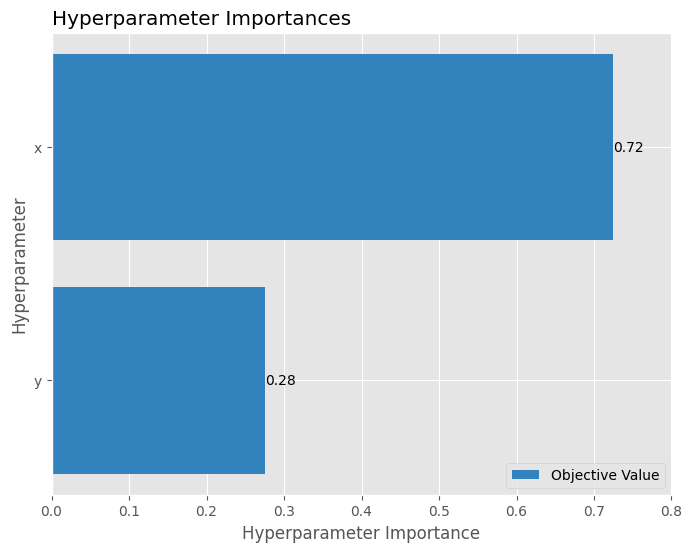 Hyperparameter Importances
Hyperparameter
x
0.72
y
0.28
Objective Value
0.0 0.1 0.2 0.3 0.4 0.5 0.6 0.7 0.8
Hyperparameter Importance